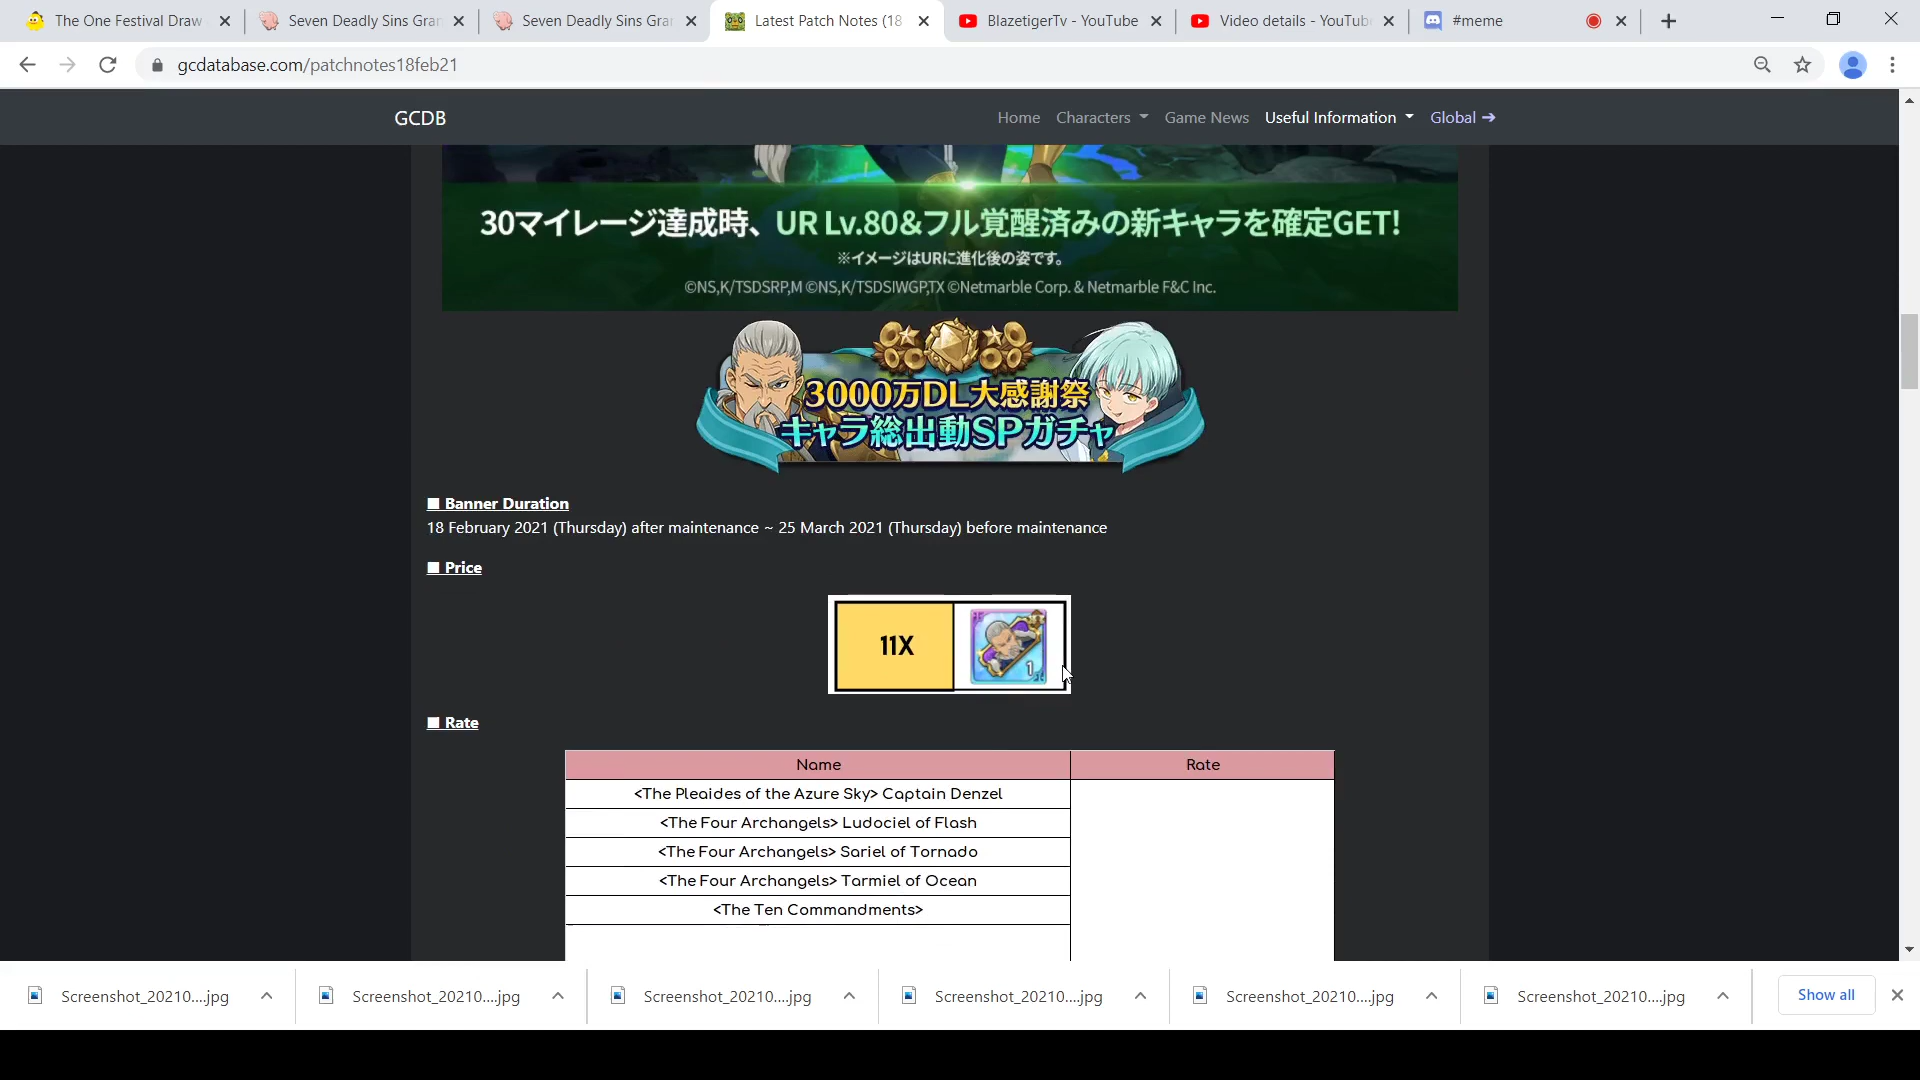 The One Festival Draw
Seven Deadly Sins Gran
Seven Deadly Sins Gra
Latest Patch Notes (18
BlazetigerTv - YouTube
Video details - YouTub
#meme
gcdatabase.com/patchnotes18feb21
GCDB
Home
Characters
Game News
Useful Information
Global
30マイレージ達成時、UR Lv.80&フル覚醒済みの新キャラを確定GET!
※イメージはURに進化後の姿です。
©NS,K/TSDSRP,M ©NS,K/TSDSIWGP,TX ©Netmarble Corp. & Netmarble F&C Inc.
3000万DL大感謝祭
キャラ総出動SPガチャ
■ Banner Duration
18 February 2021 (Thursday) after maintenance ~ 25 March 2021 (Thursday) before maintenance
■ Price
11X
1
■ Rate
Name
Rate
<The Pleaides of the Azure Sky> Captain Denzel
<The Four Archangels> Ludociel of Flash
<The Four Archangels> Sariel of Tornado
<The Four Archangels> Tarmiel of Ocean
<The Ten Commandments>
Screenshot_20210....jpg
Screenshot_20210....jpg
Screenshot_20210....jpg
Screenshot_20210....jpg
Screenshot_20210....jpg
Screenshot_20210....jpg
Show all